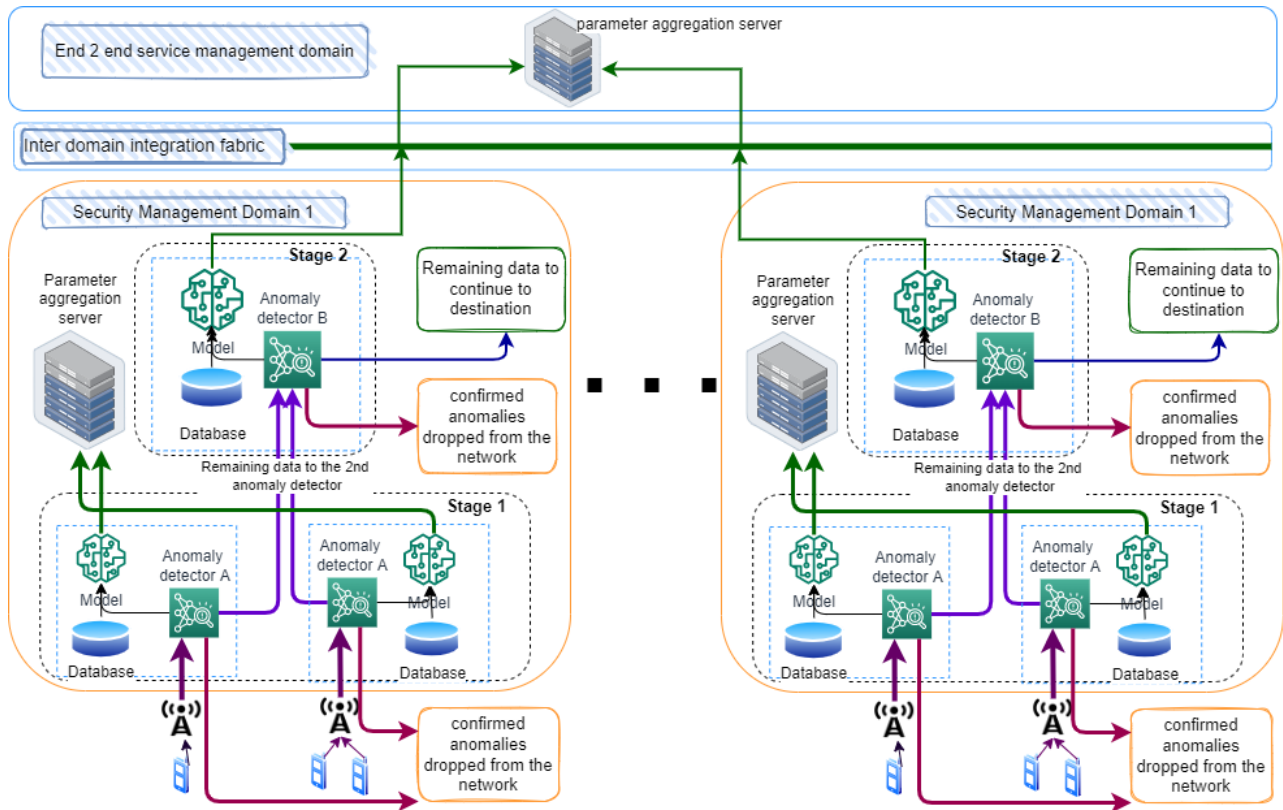 parameter aggregation server
End 2 end service management domain
Inter domain integration fabric
Security Management Domain 1
Stage 2
Parameter
aggregation
server
Anomaly
detector B
Model
Database
Remaining data to
continue to
destination
confirmed
anomalies
dropped from the
network
Remaining data to the 2nd
anomaly detector
Stage 1
Anomaly
detector A
Model
Database
Anomaly
detector A
Model
Database
confirmed
anomalies
dropped from the
network
Security Management Domain 1
Stage 2
Parameter
aggregation
server
Anomaly
detector B
Model
Database
Remaining data to
continue to
destination
confirmed
anomalies
dropped from the
network
Remaining data to the 2nd
anomaly detector
Stage 1
Anomaly
detector A
Model
Database
Anomaly
detector A
Model
Database
confirmed
anomalies
dropped from the
network